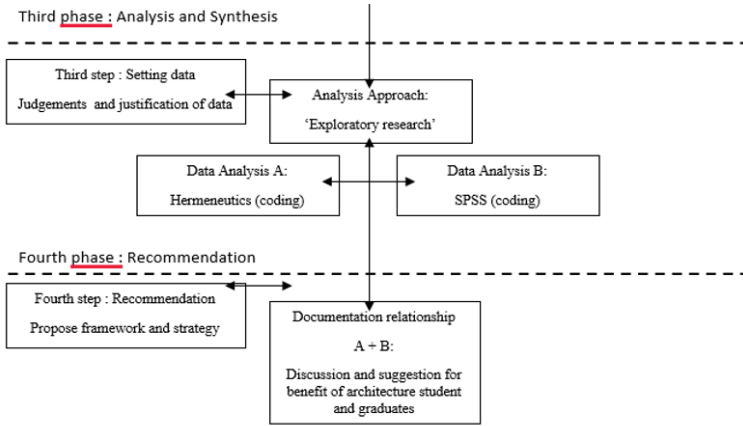 Third phase : Analysis and Synthesis
Third step : Setting data
Judgements and justification of data
Analysis Approach:
‘Exploratory research’
Data Analysis A:
Hermeneutics (coding)
Data Analysis B:
SPSS (coding)
Fourth phase : Recommendation
Fourth step : Recommendation
Propose framework and strategy
Documentation relationship
A + B:
Discussion and suggestion for
benefit of architecture student
and graduates